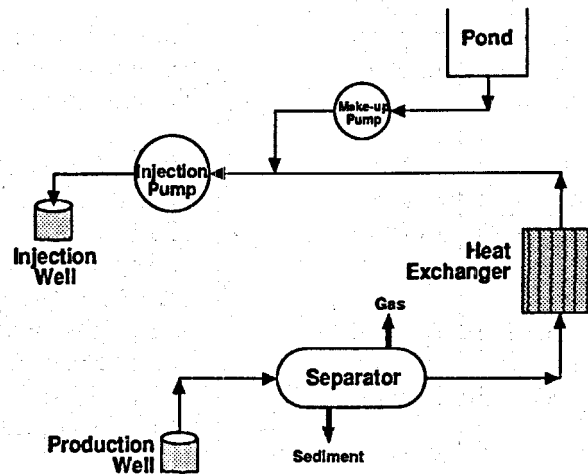 Pond
Make-up
Pump
Injection
Pump
Injection
Well
Heat
Exchanger
Gas
Separator
Sediment
Production
Well